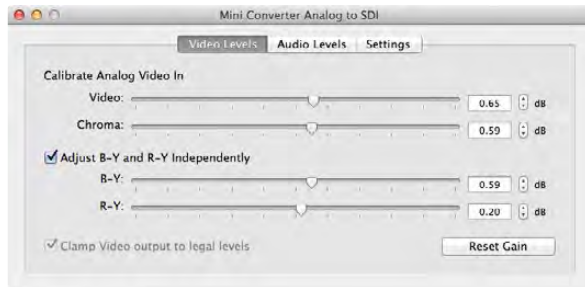 Mini Converter Analog to SDI
Video Levels Audio Levels Settings
Calibrate Analog Video In
Video: 0.65 dB
Chroma: 0.59 dB
Adjust B-Y and R-Y Independently
B-Y: 0.59 dB
R-Y: 0.20 dB
Clamp Video output to legal levels Reset Gain